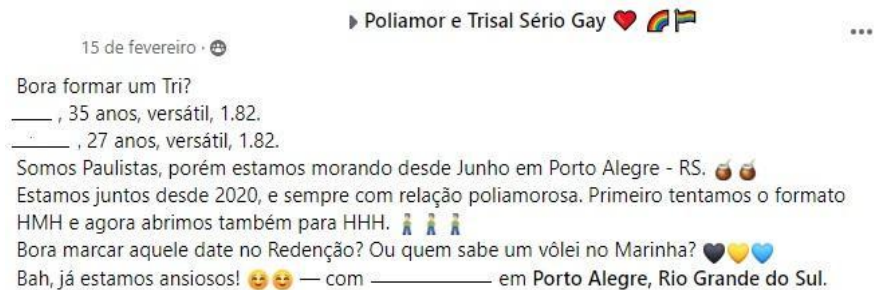 Poliamor e Trisal Sério Gay ❤️ 🌈🏳️‍🌈
15 de fevereiro ·
Bora formar um Tri?
____ , 35 anos, versátil, 1.82.
_____ , 27 anos, versátil, 1.82.
Somos Paulistas, porém estamos morando desde Junho em Porto Alegre - RS. 🧉 🧉
Estamos juntos desde 2020, e sempre com relação poliamorosa. Primeiro tentamos o formato
HMH e agora abrimos também para HHH. 🧍‍♂️ 🧍‍♂️ 🧍‍♂️
Bora marcar aquele date no Redenção? Ou quem sabe um vôlei no Marinha? 🖤💛💙
Bah, já estamos ansiosos! ☺️☺️ — com __________ em Porto Alegre, Rio Grande do Sul.